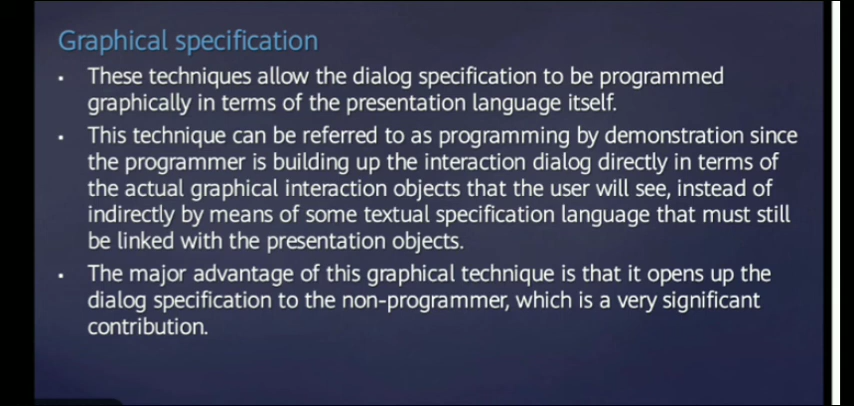 Graphical specification
• These techniques allow the dialog specification to be programmed
graphically in terms of the presentation language itself.
• This technique can be referred to as programming by demonstration since
the programmer is building up the interaction dialog directly in terms of
the actual graphical interaction objects that the user will see, instead of
indirectly by means of some textual specification language that must still
be linked with the presentation objects.
• The major advantage of this graphical technique is that it opens up the
dialog specification to the non-programmer, which is a very significant
contribution.